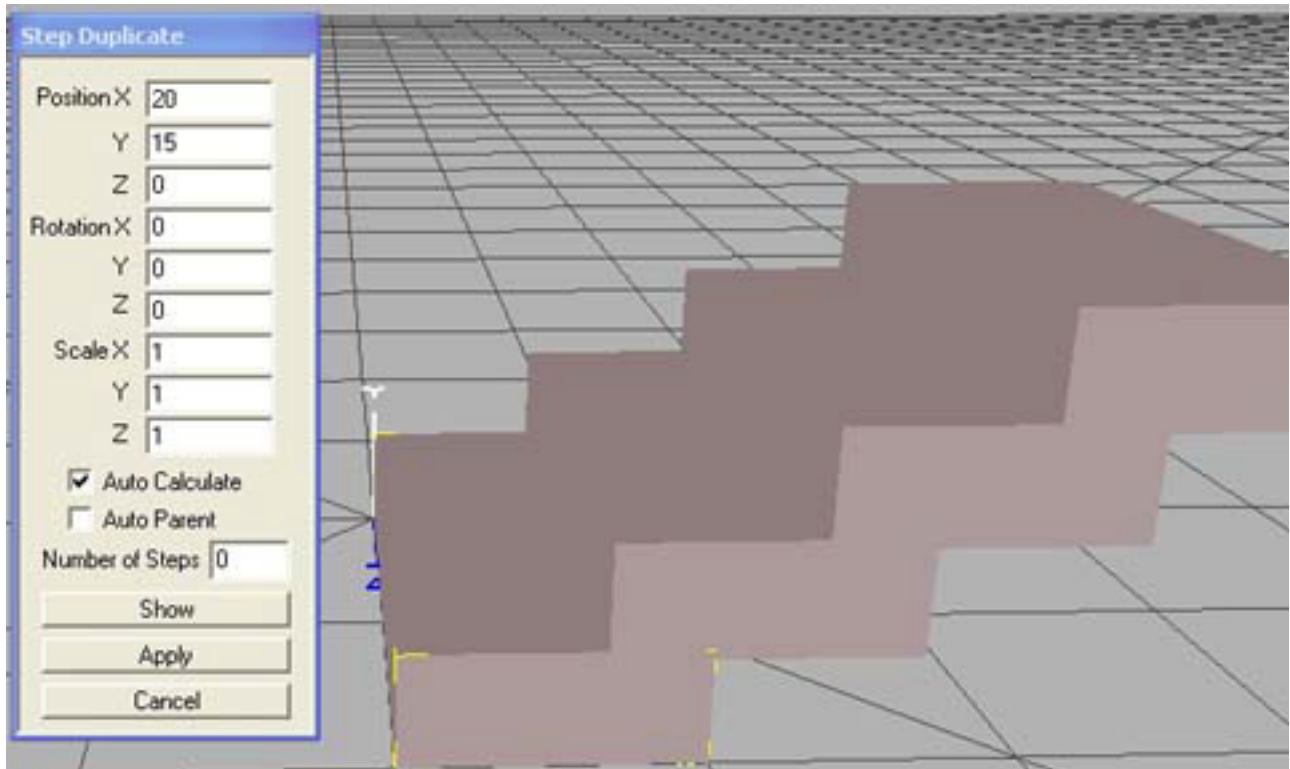 Step Duplicate
Position X 20
Y 15
Z 0
Rotation X 0
Y 0
Z 0
Scale X 1
Y 1
Z 1
Auto Calculate
Auto Parent
Number of Steps 0
Show
Apply
Cancel
Y
Z